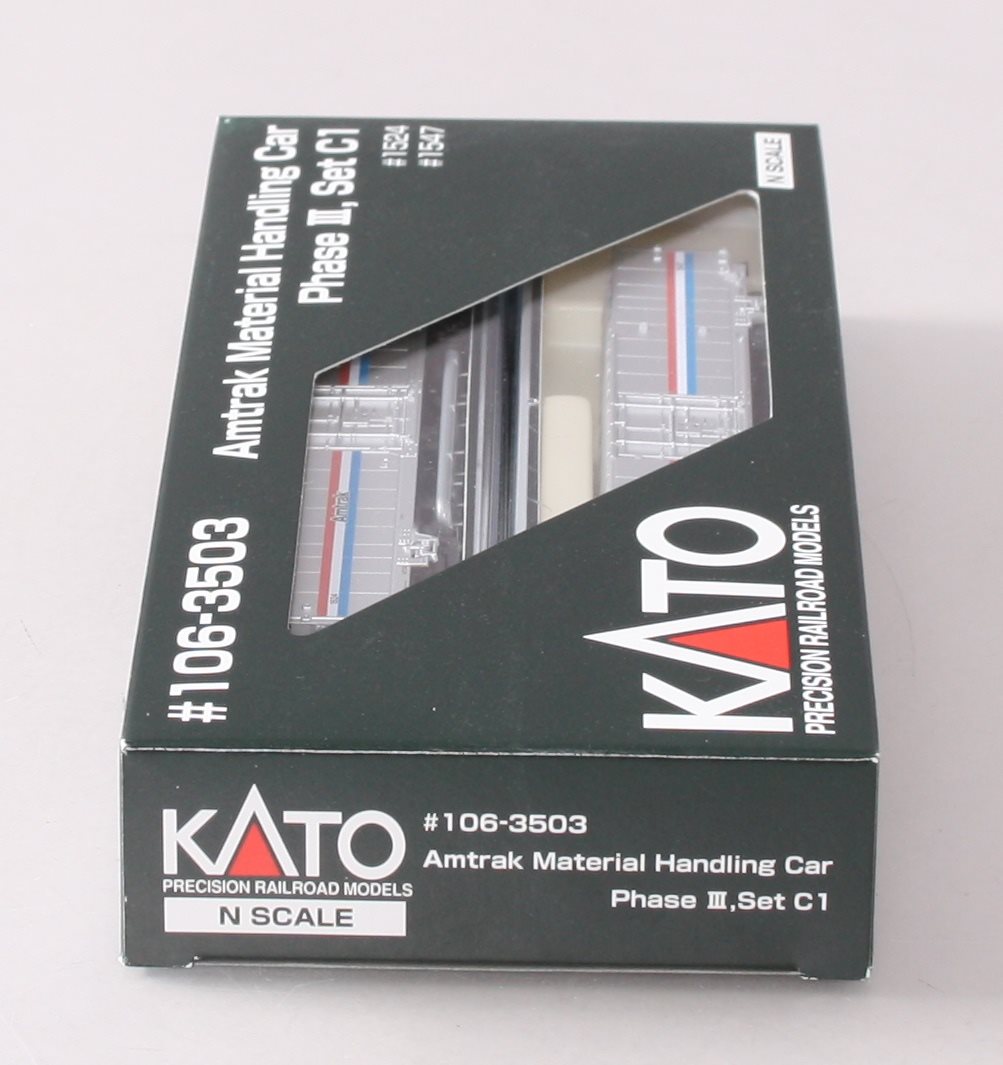 #106-3503
Amtrak Material Handling Car
Phase Ⅲ, Set C1
#1524
#1547
N SCALE
Amtrak
KATO
PRECISION RAILROAD MODELS
KATO
PRECISION RAILROAD MODELS
N SCALE
#106-3503
Amtrak Material Handling Car
Phase Ⅲ,Set C1